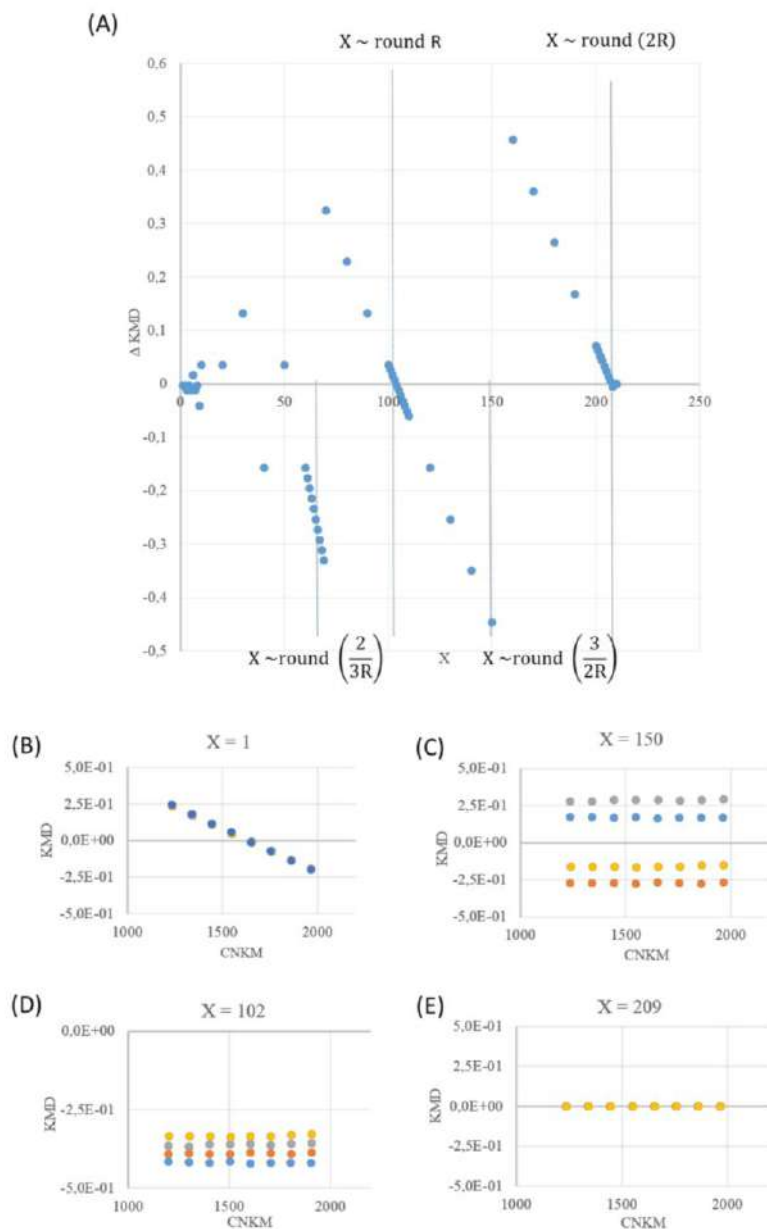 (A)
X ~ round R
X ~ round (2R)
0,6
0,5
0,4
0,3
0,2
0,1
0
-0,1
-0,2
-0,3
-0,4
-0,5
Δ KMD
0 50 100 150 200 250
X ~round (2/3R)
X
X ~round (3/2R)
(B)
X = 1
5,0E-01
2,5E-01
0,0E+00
-2,5E-01
-5,0E-01
KMD
1000 1500 2000
CNKM
(C)
X = 150
5,0E-01
2,5E-01
0,0E+00
-2,5E-01
-5,0E-01
KMD
1000 1500 2000
CNKM
(D)
X = 102
0,0E+00
-2,5E-01
-5,0E-01
KMD
1000 1500 2000
CNKM
(E)
X = 209
5,0E-01
2,5E-01
0,0E+00
-2,5E-01
-5,0E-01
KMD
1000 1500 2000
CNKM